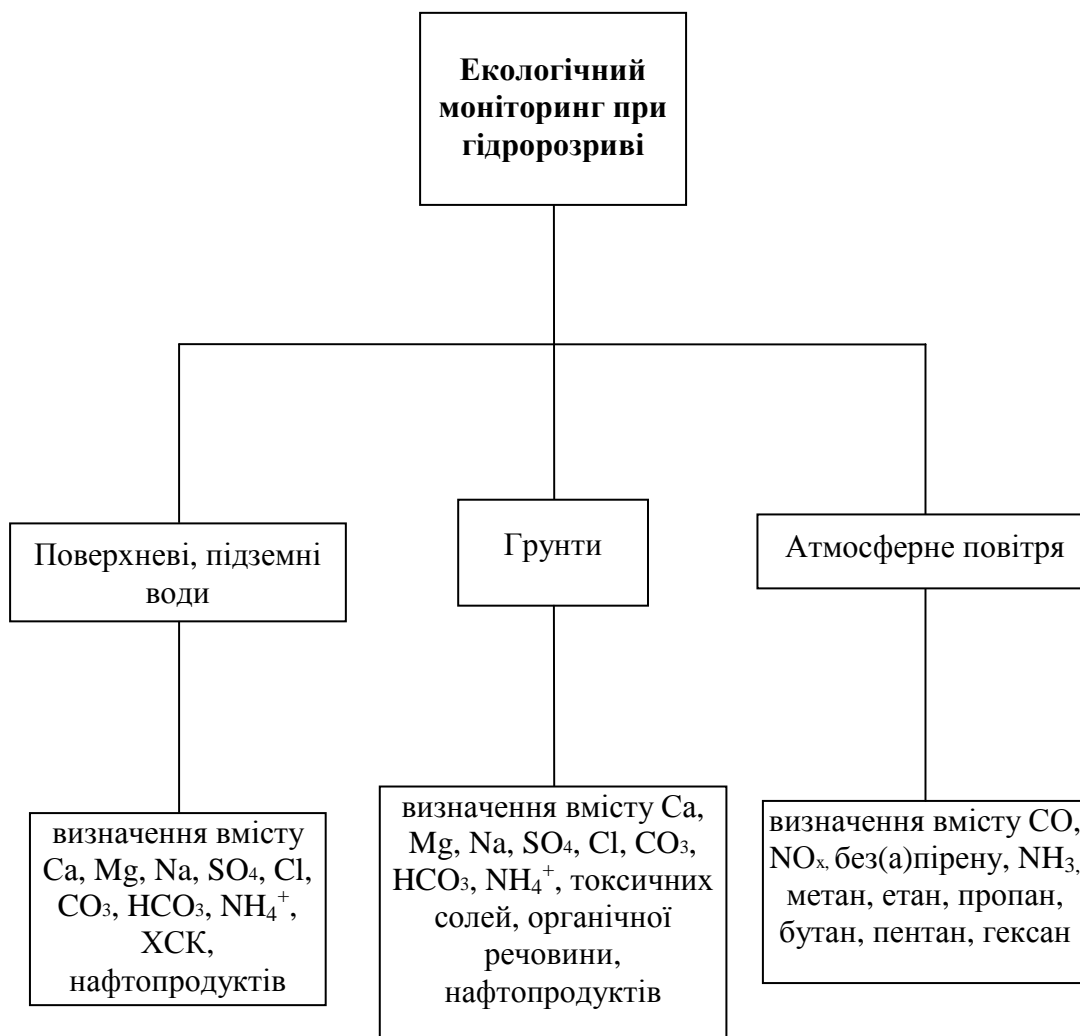 Екологічний
моніторинг при
гідророзриві
Поверхневі, підземні
води
Грунти
Атмосферне повітря
визначення вмісту
Ca, Mg, Na, SO₄, Cl,
CO₃, HCO₃, NH₄⁺,
ХСК,
нафтопродуктів
визначення вмісту Ca,
Mg, Na, SO₄, Cl, CO₃,
HCO₃, NH₄⁺, токсичних
солей, органічної
речовини,
нафтопродуктів
визначення вмісту CO,
NOₓ, без(а)пірену, NH₃,
метан, етан, пропан,
бутан, пентан, гексан